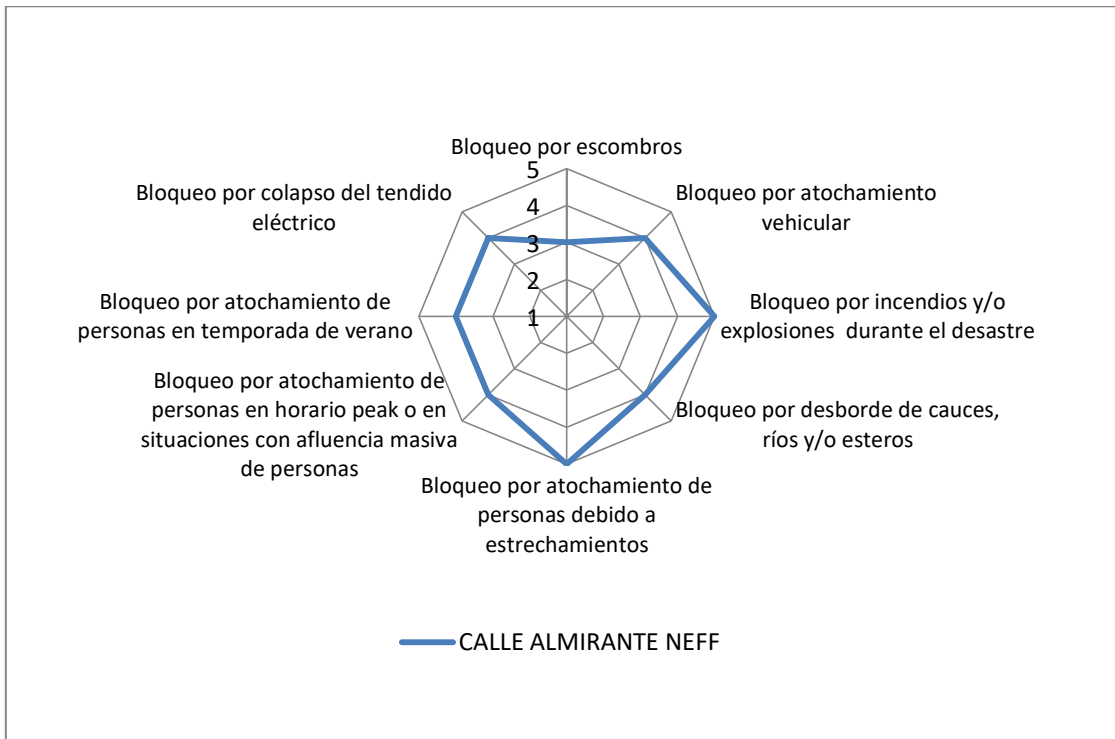 Bloqueo por escombros
5
4
3
2
1
Bloqueo por atochamiento
vehicular
Bloqueo por incendios y/o
explosiones  durante el desastre
Bloqueo por desborde de cauces,
ríos y/o esteros
Bloqueo por atochamiento de
personas debido a
estrechamientos
Bloqueo por atochamiento de
personas en horario peak o en
situaciones con afluencia masiva
de personas
Bloqueo por atochamiento de
personas en temporada de verano
Bloqueo por colapso del tendido
eléctrico
CALLE ALMIRANTE NEFF